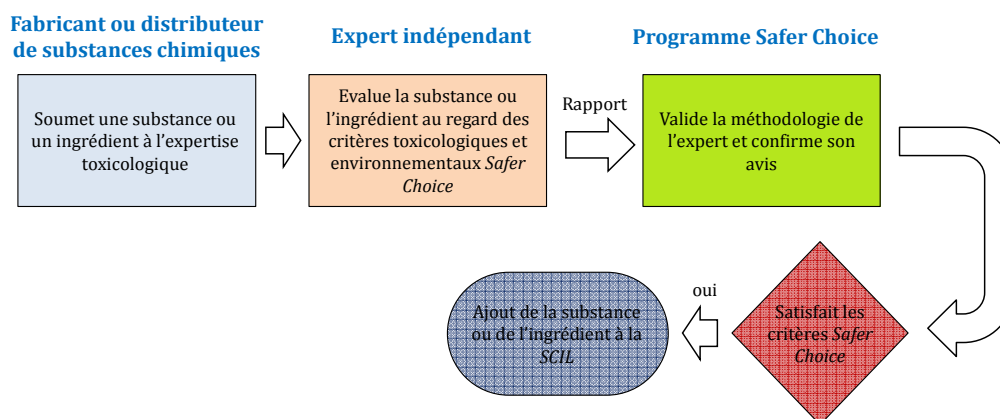 Fabricant ou distributeur
de substances chimiques
Expert indépendant
Programme Safer Choice
Soumet une substance ou
un ingrédient à l'expertise
toxicologique
Evalue la substance ou
l'ingrédient au regard des
critères toxicologiques et
environnementaux Safer
Choice
Rapport
Valide la méthodologie de
l'expert et confirme son
avis
Satisfait les
critères Safer
Choice
oui
Ajout de la substance
ou de l'ingrédient à la
SCIL